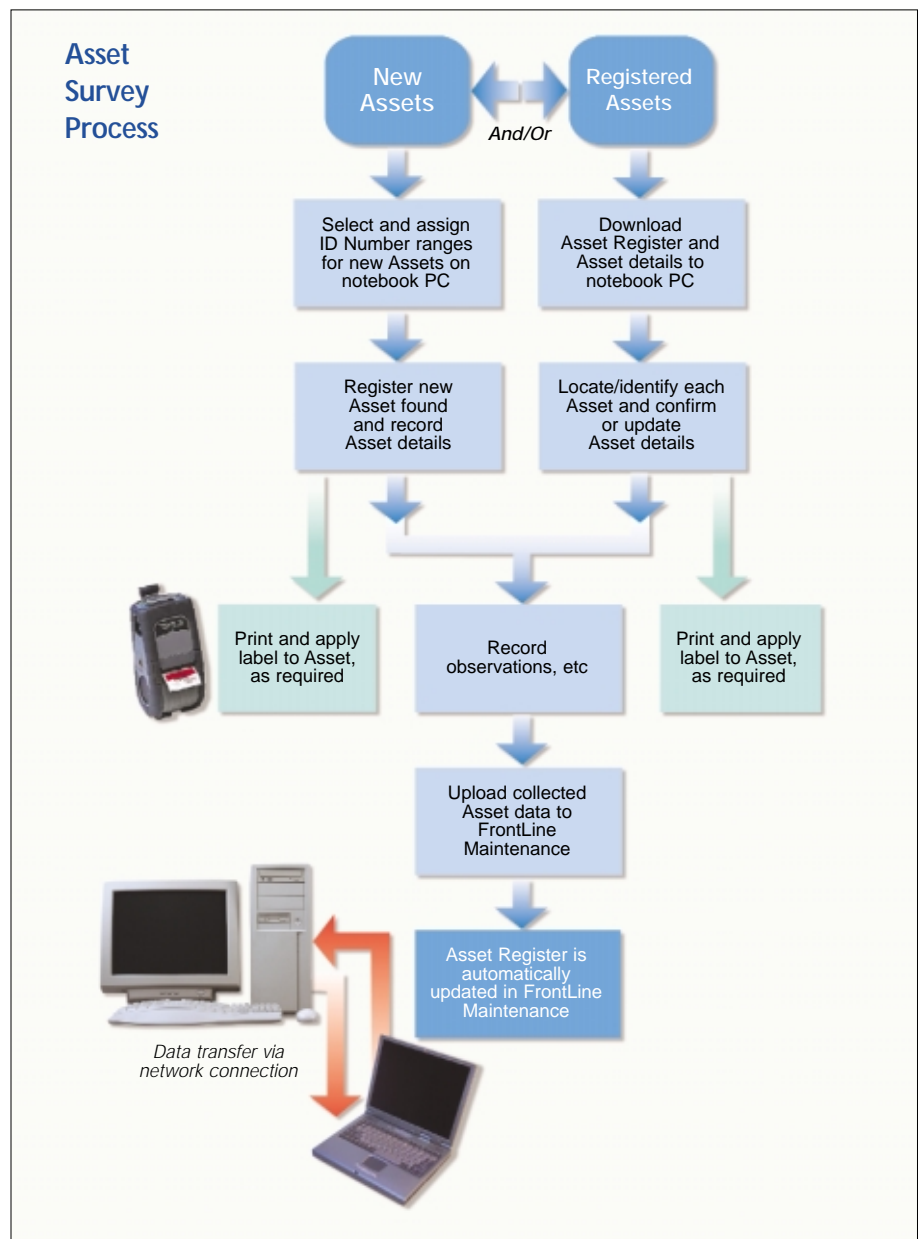 Asset
Survey
Process
New
Assets
Registered
Assets
And/Or
Select and assign
ID Number ranges
for new Assets on
notebook PC
Download
Asset Register and
Asset details to
notebook PC
Register new
Asset found
and record
Asset details
Locate/identify each
Asset and confirm
or update
Asset details
Print and apply
label to Asset,
as required
Record
observations, etc
Print and apply
label to Asset,
as required
Upload collected
Asset data to
FrontLine
Maintenance
Asset Register is
automatically
updated in FrontLine
Maintenance
Data transfer via
network connection